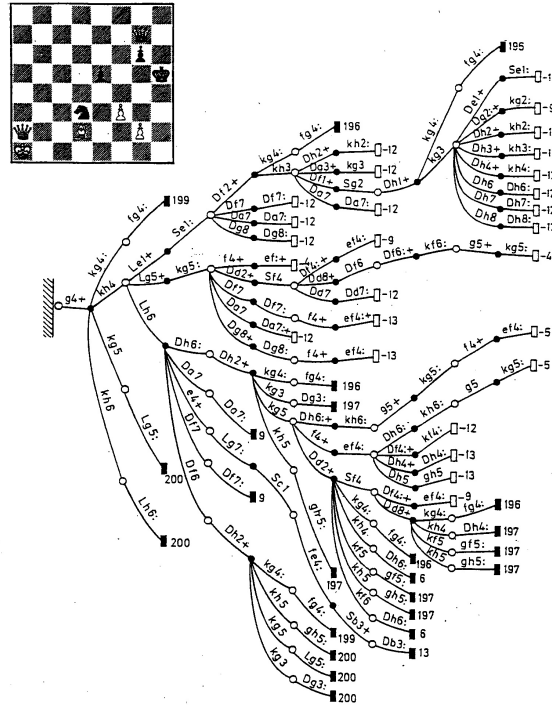 fg4: 195
kg4:
Se1:
De1+
Dg2:+ kg2:
Dh2+ kh2:
Dh3+ kh3:
Dh4+ kh4:
Dh6 Dh6:
Dh7 Dh7:
Dh8 Dh8:
kg3
fg4: 196
kg4:
Df2+
kh3
Dh2+ kh2: -12
Da3+ kg3 -12
Df1+ Sg2 Dh1+
Da7 Da7: -12
fg4: 199
kg4:
Se1:
Df7 Df7: -12
Da7 Da7: -12
Dg8 Dg8: -12
Le1+
g4+ kh4
Lg5+ kg5:
f4+ ef:+ -4
Dd2+ Sf4
Df4:+ ef4: -9
Dd8+ Df6 Df6:+ kf6: g5+ kg5: -4
Dd7 Dd7: -12
Df7 Df7: f4+ ef4:+ -13
Da7 Da7:+ -12
Dg8+ Dg8: f4+ ef4: -13
Lh6
Dh6: Dh2+
kg4: fg4: 196
kg3 Dg3: 197
kg5
Dh6:+ kh6: g5+ kg5: f4+ ef4: -5
f4+ ef4:
Dh6: kh6: g5 kg5: -5
Df4:+ kf4: -12
Dh4+ Dh4: -13
Dh5 gh5 -13
Dd2+
Sf4
Df4:+ ef4: -9
Dd8+
kg4: fg4: 196
kh4 Dh4: 197
kf5 gf5: 197
kh5 gh5: 197
kg4: fg4: 196
kh4 Dh6: 6
kf5 gf5: 197
kh5 gh5: 197
kf6 Dh6: 6
kh5: gh5: 197
Da7 Da7: 9
e4+ Lg7: Sc1 fe4: Sb3+ Db3: 13
Df7 Df7: 9
Df6 Dh2+
kg4: fg4: 199
kh5 gh5: 200
kg5 Lg5: 200
kg3 Dg3: 200
kg5 Lg5: 200
kh6 Lh6: 200